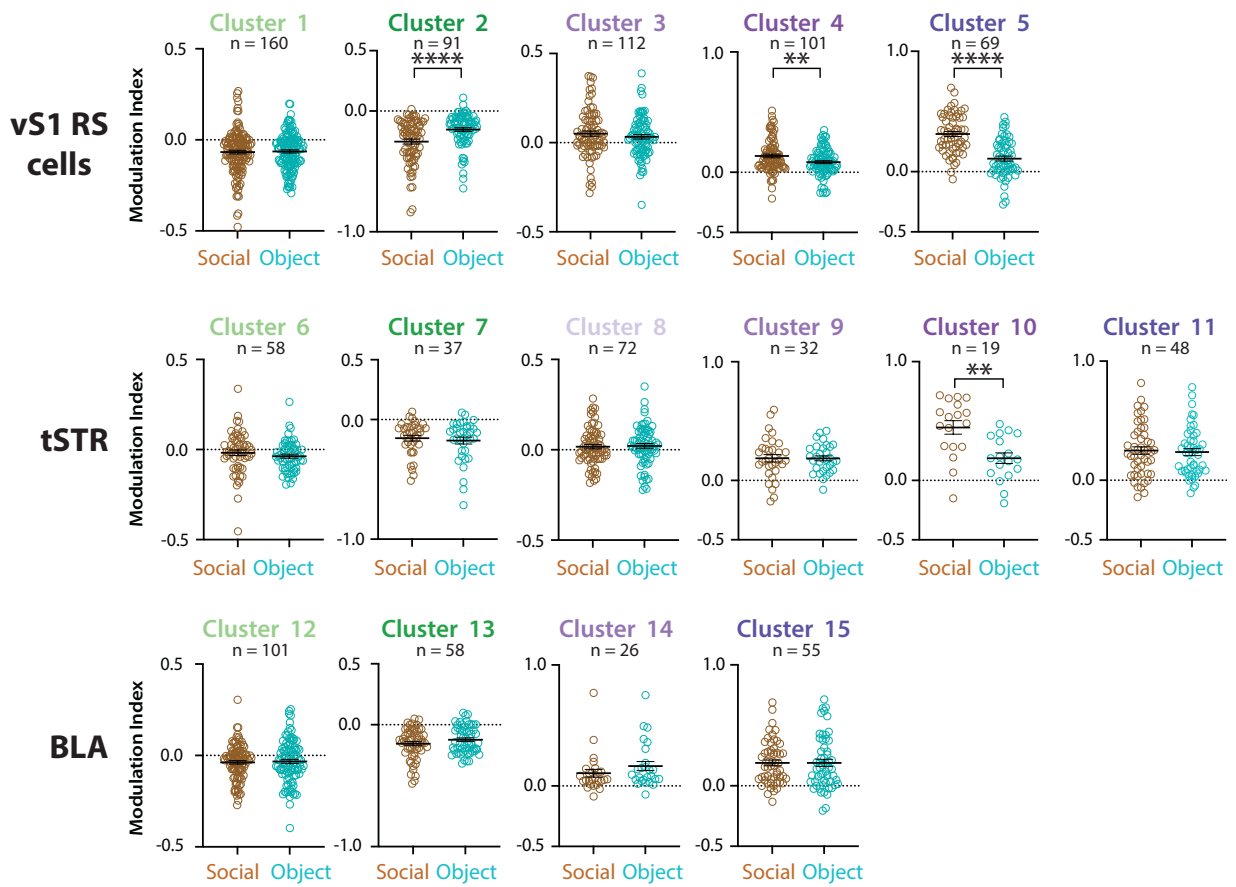 Cluster 1 Cluster 2 Cluster 3 Cluster 4 Cluster 5
n = 160 n = 91 n = 112 n = 101 n = 69
**** ** ****
vS1 RS
cells
Modulation Index
0.5 0.0 -0.5
0.5 -0.0 -1.0
0.5 0.0 -0.5
1.0 0.0 -0.5
1.0 0.0 -0.5
Social Object Social Object Social Object Social Object Social Object
Cluster 6 Cluster 7 Cluster 8 Cluster 9 Cluster 10 Cluster 11
n = 58 n = 37 n = 72 n = 32 n = 19 n = 48
**
tSTR
Modulation Index
0.5 0.0 -0.5
0.5 -0.0 -1.0
0.5 0.0 -0.5
1.0 0.0 -0.5
1.0 0.0 -0.5
1.0 0.0 -0.5
Social Object Social Object Social Object Social Object Social Object Social Object
Cluster 12 Cluster 13 Cluster 14 Cluster 15
n = 101 n = 58 n = 26 n = 55
BLA
Modulation Index
0.5 0.0 -0.5
0.5 -0.0 -1.0
1.0 0.0 -0.5
1.0 0.0 -0.5
Social Object Social Object Social Object Social Object